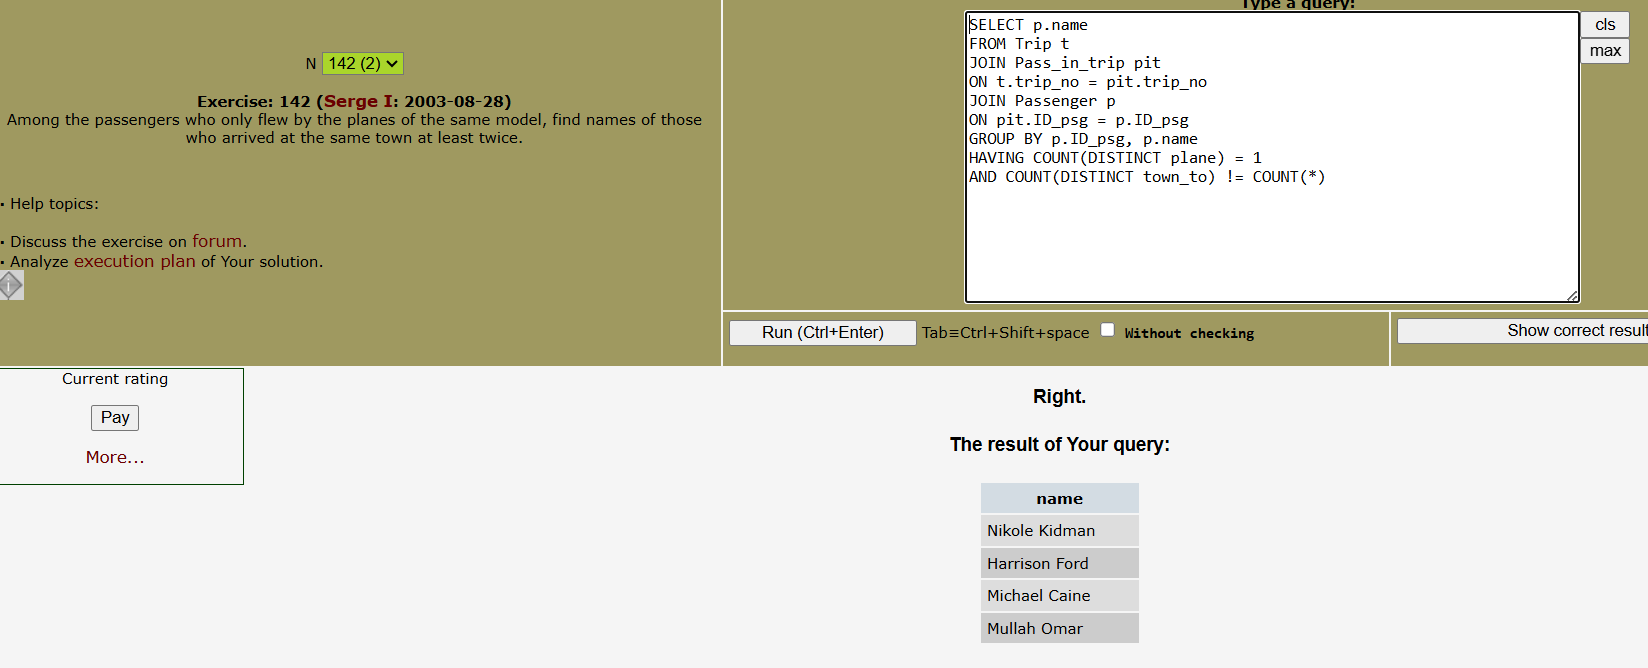 Type a query:
N 142 (2)
Exercise: 142 (Serge I: 2003-08-28)
Among the passengers who only flew by the planes of the same model, find names of those
who arrived at the same town at least twice.
· Help topics:
· Discuss the exercise on forum.
· Analyze execution plan of Your solution.
SELECT p.name
FROM Trip t
JOIN Pass_in_trip pit
ON t.trip_no = pit.trip_no
JOIN Passenger p
ON pit.ID_psg = p.ID_psg
GROUP BY p.ID_psg, p.name
HAVING COUNT(DISTINCT plane) = 1
AND COUNT(DISTINCT town_to) != COUNT(*)
cls
max
Run (Ctrl+Enter) Tab≡Ctrl+Shift+space Without checking
Show correct result
Current rating
Pay
More...
Right.
The result of Your query:
name
Nikole Kidman
Harrison Ford
Michael Caine
Mullah Omar